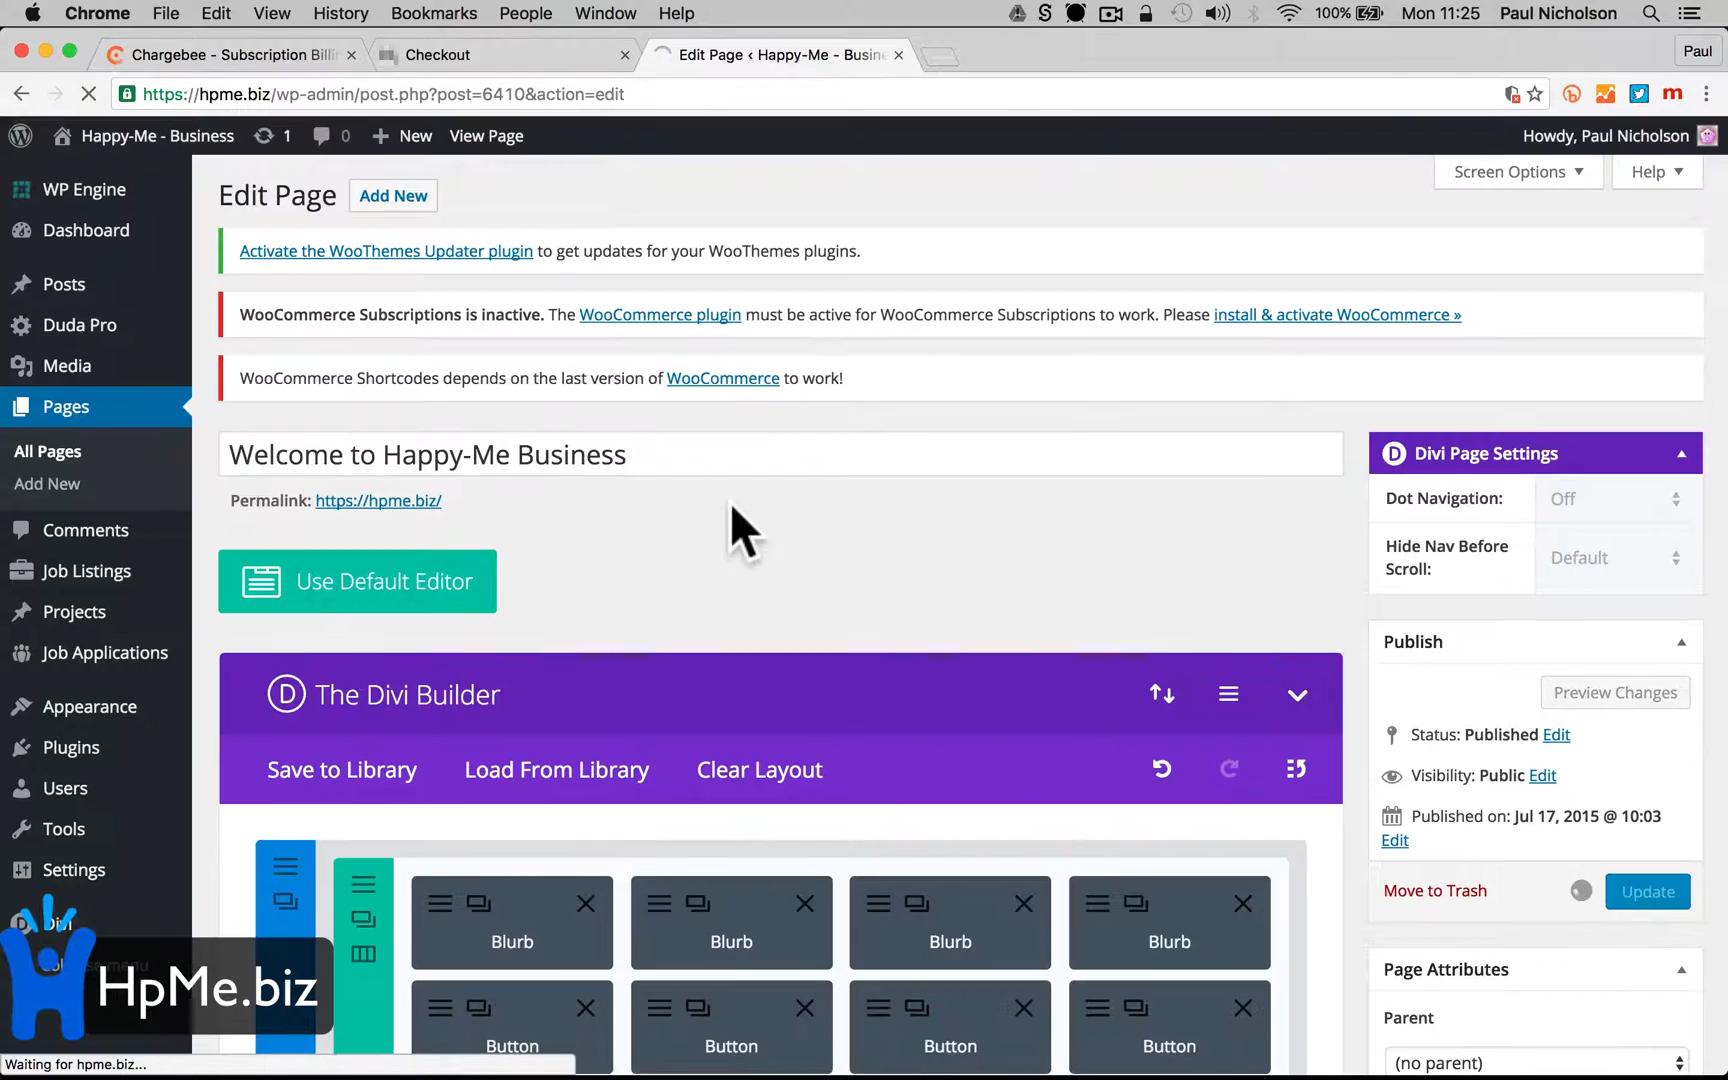 Chrome File Edit View History Bookmarks People Window Help 100% Mon 11:25 Paul Nicholson
Chargebee - Subscription Billi
Checkout
Edit Page ‹ Happy-Me - Busine
Paul
https://hpme.biz/wp-admin/post.php?post=6410&action=edit
Happy-Me - Business 1 0 New View Page Howdy, Paul Nicholson
WP Engine
Dashboard
Posts
Duda Pro
Media
Pages
All Pages
Add New
Comments
Job Listings
Projects
Job Applications
Appearance
Plugins
Users
Tools
Settings
Divi
HpMe.biz
Waiting for hpme.biz...
Screen Options
Help
Edit Page Add New
Activate the WooThemes Updater plugin to get updates for your WooThemes plugins.
WooCommerce Subscriptions is inactive. The WooCommerce plugin must be active for WooCommerce Subscriptions to work. Please install & activate WooCommerce »
WooCommerce Shortcodes depends on the last version of WooCommerce to work!
Welcome to Happy-Me Business
Permalink: https://hpme.biz/
Use Default Editor
The Divi Builder
Save to Library Load From Library Clear Layout
Blurb Blurb Blurb Blurb
Button Button Button Button
Divi Page Settings
Dot Navigation: Off
Hide Nav Before
Scroll:
Default
Publish
Preview Changes
Status: Published Edit
Visibility: Public Edit
Published on: Jul 17, 2015 @ 10:03
Edit
Move to Trash Update
Page Attributes
Parent
(no parent)